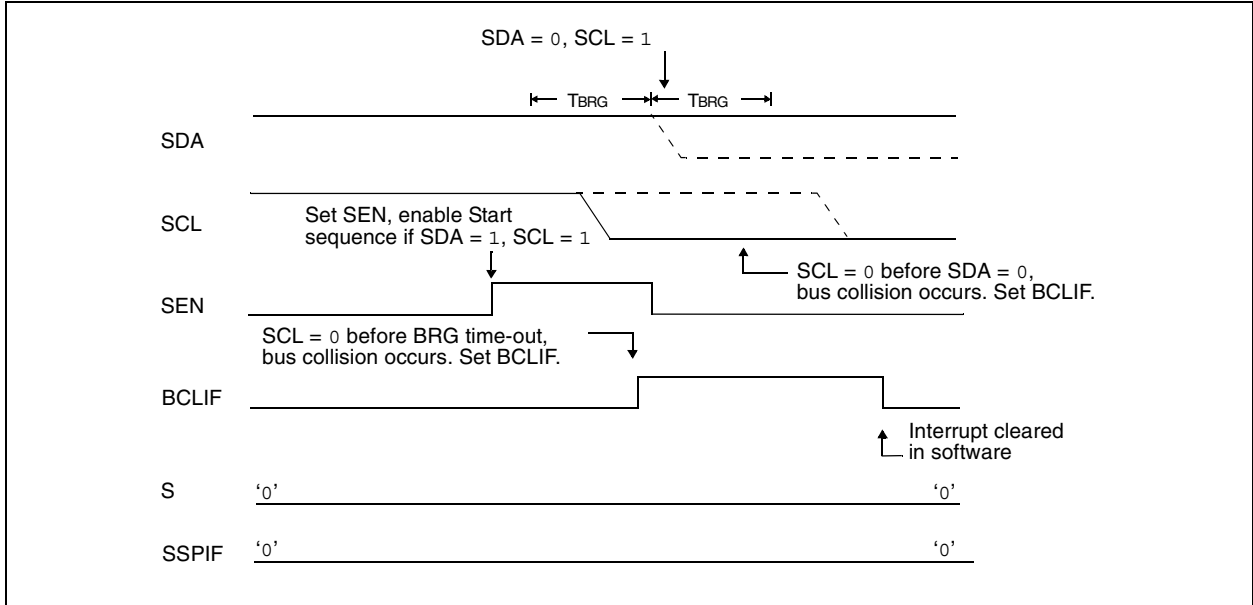 SDA = 0, SCL = 1
TBRG TBRG
SDA
SCL
Set SEN, enable Start
sequence if SDA = 1, SCL = 1
SCL = 0 before SDA = 0,
bus collision occurs. Set BCLIF.
SEN
SCL = 0 before BRG time-out,
bus collision occurs. Set BCLIF.
BCLIF
Interrupt cleared
in software
S ‘0’ ‘0’
SSPIF ‘0’ ‘0’